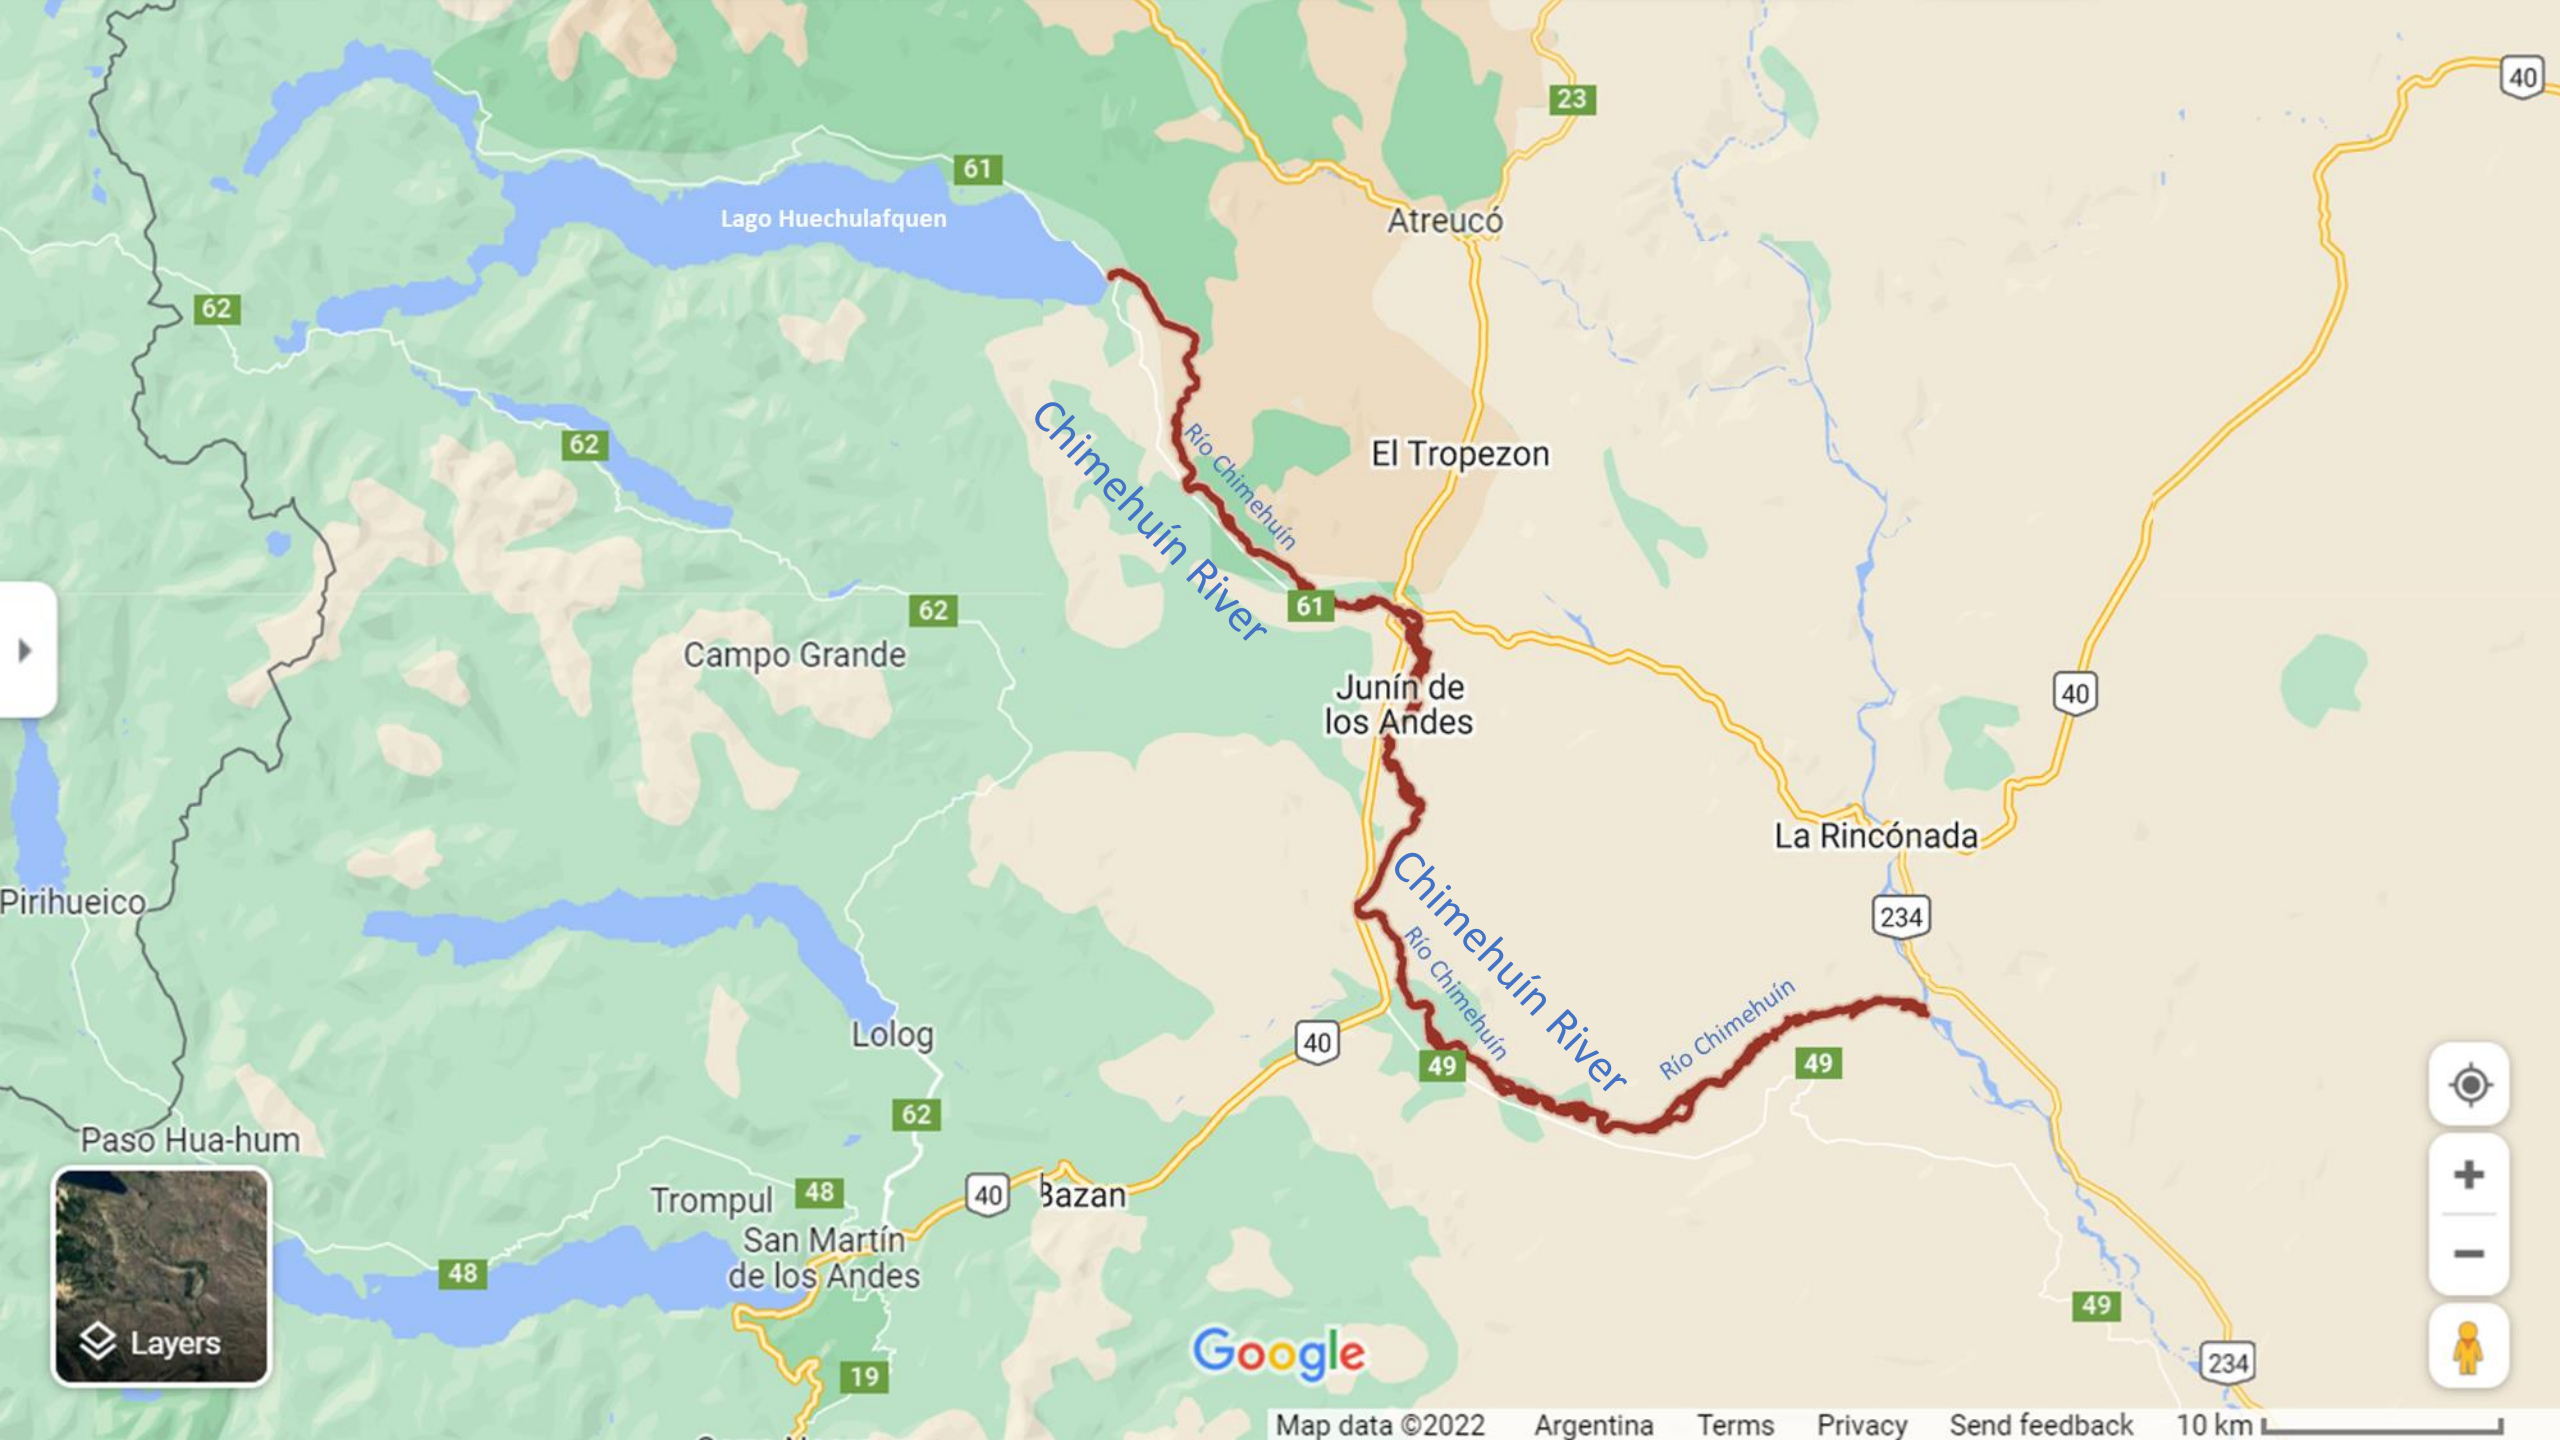 40
23
61
Lago Huechulafquen
Atreucó
62
Río Chimehuín
Chimehuín River
62
El Tropezon
61
62
Campo Grande
Junín de
los Andes
40
La Rincónada
Pirihueico
234
Chimehuín River
Río Chimehuín
Río Chimehuín
Lolog
40
49
49
62
Paso Hua-hum
Trompul
48
40
Bazan
San Martín
de los Andes
48
49
Layers
19
Google
234
Map data ©2022
Argentina
Terms
Privacy
Send feedback
10 km